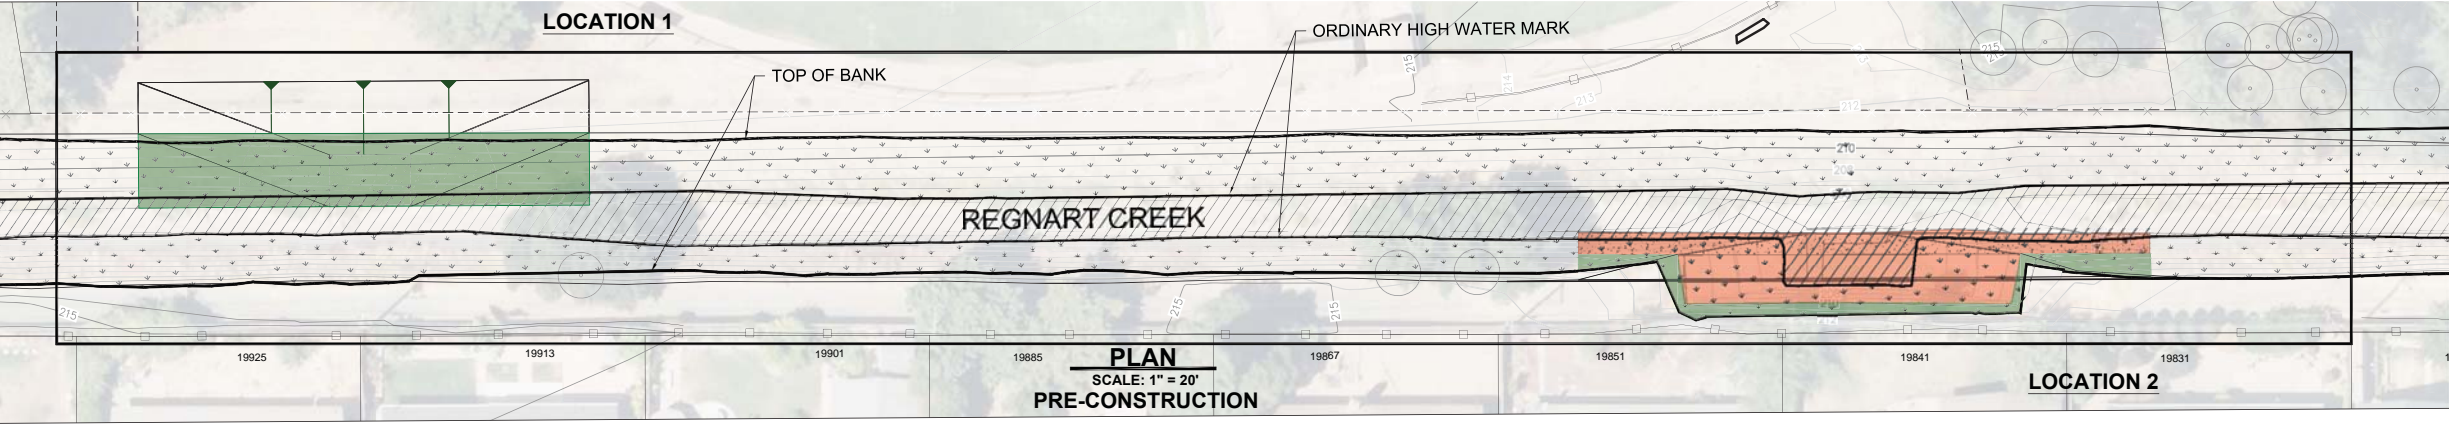 LOCATION 1
ORDINARY HIGH WATER MARK
TOP OF BANK
215
215
214
213
212
210
REGNART CREEK
215
215
215
19925
19913
19901
19885
19867
19851
19841
19831
PLAN
SCALE: 1" = 20'
PRE-CONSTRUCTION
LOCATION 2